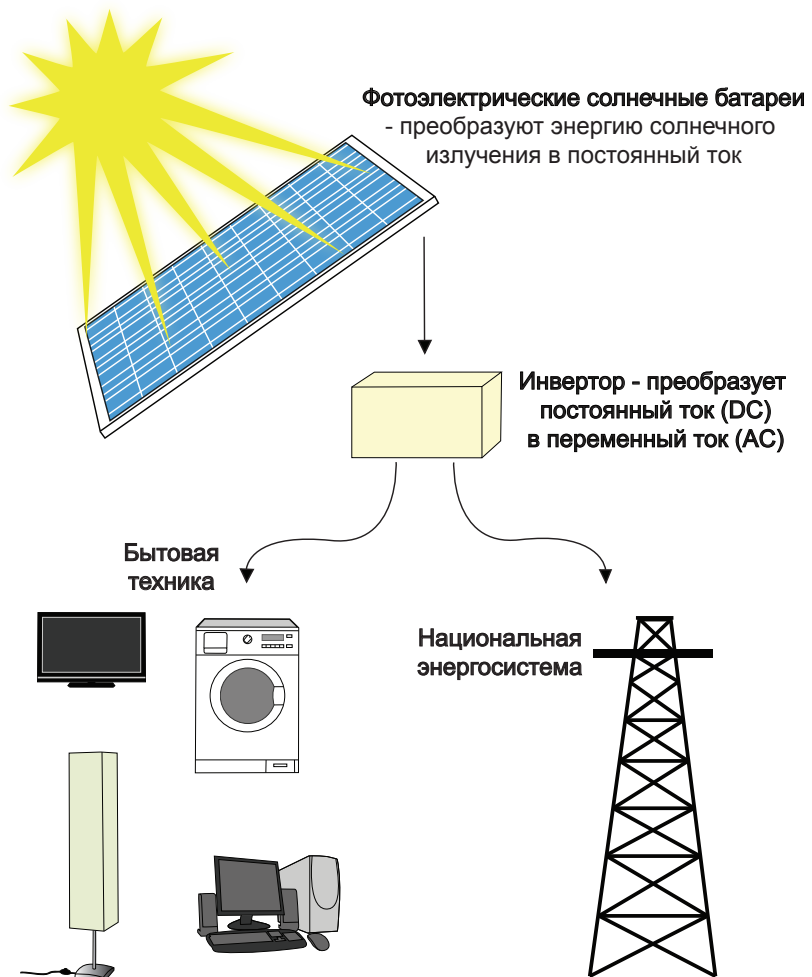 Фотоэлектрические солнечные батареи
- преобразуют энергию солнечного
излучения в постоянный ток
Инвертор - преобразует
постоянный ток (DC)
в переменный ток (AC)
Бытовая
техника
Национальная
энергосистема